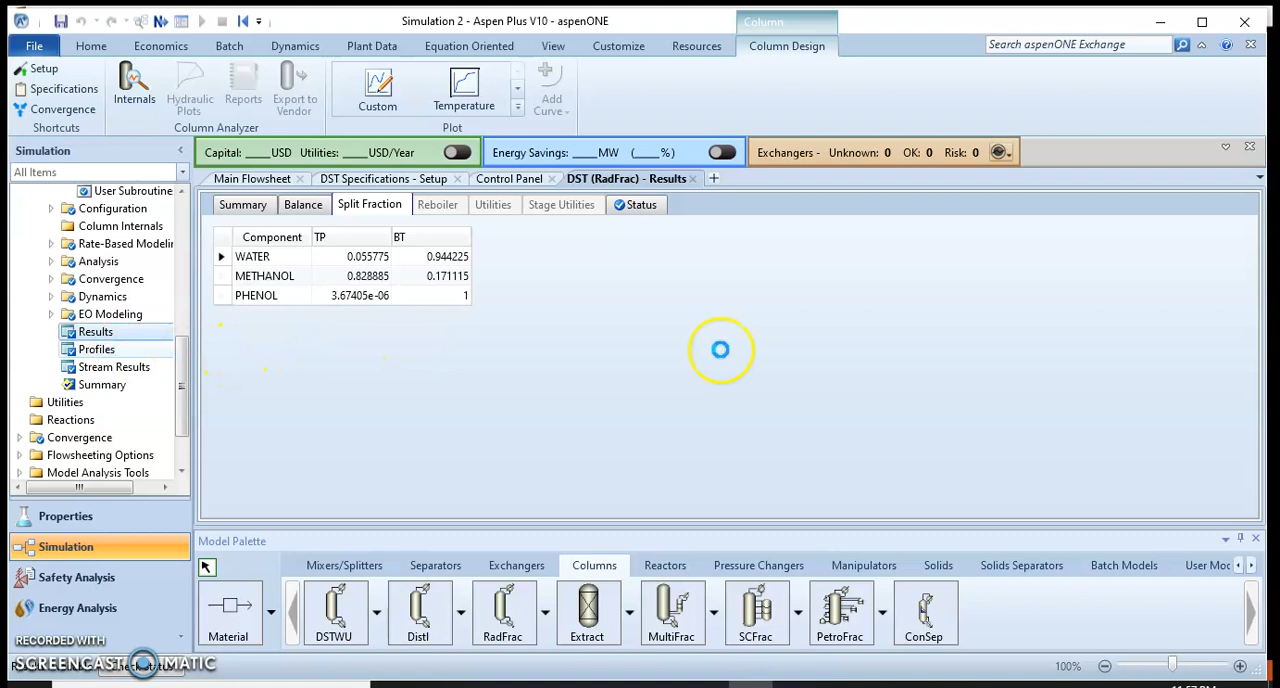 Simulation 2 - Aspen Plus V10 - aspenONE
Column
File Home Economics Batch Dynamics Plant Data Equation Oriented View Customize Resources Column Design
Search aspenONE Exchange
Setup
Specifications
Convergence
Shortcuts
Internals
Hydraulic Plots
Reports
Export to Vendor
Column Analyzer
Custom
Temperature
Add Curve
Plot
Simulation
All Items
Capital: ____USD Utilities: ____USD/Year
Energy Savings: ____MW (____%)
Exchangers - Unknown: 0 OK: 0 Risk: 0
Main Flowsheet DST Specifications - Setup Control Panel DST (RadFrac) - Results
Summary Balance Split Fraction Reboiler Utilities Stage Utilities Status
Component TP BT
WATER 0.055775 0.944225
METHANOL 0.828885 0.171115
PHENOL 3.67405e-06 1
User Subroutine
Configuration
Column Internals
Rate-Based Modelin
Analysis
Convergence
Dynamics
EO Modeling
Results
Profiles
Stream Results
Summary
Utilities
Reactions
Convergence
Flowsheeting Options
Model Analysis Tools
Properties
Simulation
Safety Analysis
Energy Analysis
Model Palette
Mixers/Splitters Separators Exchangers Columns Reactors Pressure Changers Manipulators Solids Solids Separators Batch Models User Moc
Material DSTWU Distl RadFrac Extract MultiFrac SCFrac PetroFrac ConSep
RECORDED WITH
SCREENCAST MATIC
100%